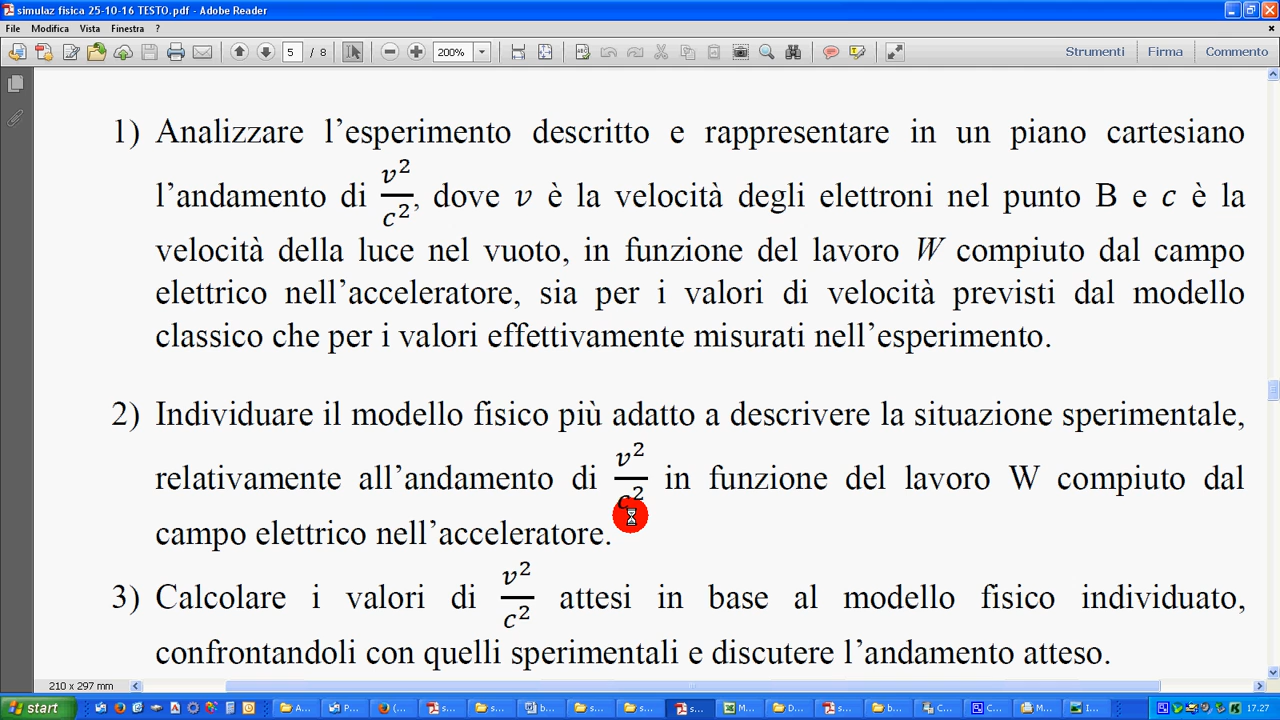 simulaz fisica 25-10-16 TESTO.pdf - Adobe Reader
File Modifica Vista Finestra ?
5 / 8 200% Strumenti Firma Commento
1) Analizzare l'esperimento descritto e rappresentare in un piano cartesiano
l'andamento di v²/c², dove v è la velocità degli elettroni nel punto B e c è la
velocità della luce nel vuoto, in funzione del lavoro W compiuto dal campo
elettrico nell'acceleratore, sia per i valori di velocità previsti dal modello
classico che per i valori effettivamente misurati nell'esperimento.
2) Individuare il modello fisico più adatto a descrivere la situazione sperimentale,
relativamente all'andamento di v²/c² in funzione del lavoro W compiuto dal
campo elettrico nell'acceleratore.
3) Calcolare i valori di v²/c² attesi in base al modello fisico individuato,
confrontandoli con quelli sperimentali e discutere l'andamento atteso.
210 x 297 mm
start A... P... (... s... s... b... s... s... s... M... D... s... b... C... C... M... I... 17.27